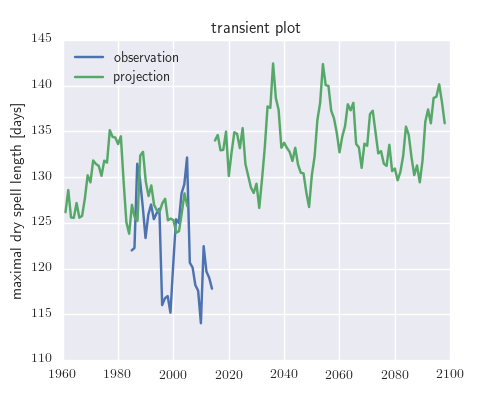 transient plot
145
140
135
130
125
120
115
110
maximal dry spell length [days]
observation
projection
1960 1980 2000 2020 2040 2060 2080 2100